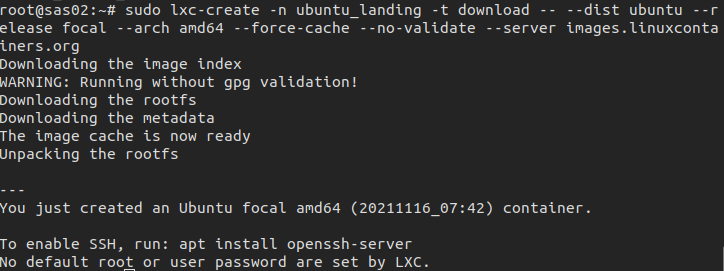 root@sas02:~# sudo lxc-create -n ubuntu_landing -t download -- --dist ubuntu --r
elease focal --arch amd64 --force-cache --no-validate --server images.linuxconta
iners.org
Downloading the image index
WARNING: Running without gpg validation!
Downloading the rootfs
Downloading the metadata
The image cache is now ready
Unpacking the rootfs
---
You just created an Ubuntu focal amd64 (20211116_07:42) container.
To enable SSH, run: apt install openssh-server
No default root or user password are set by LXC.